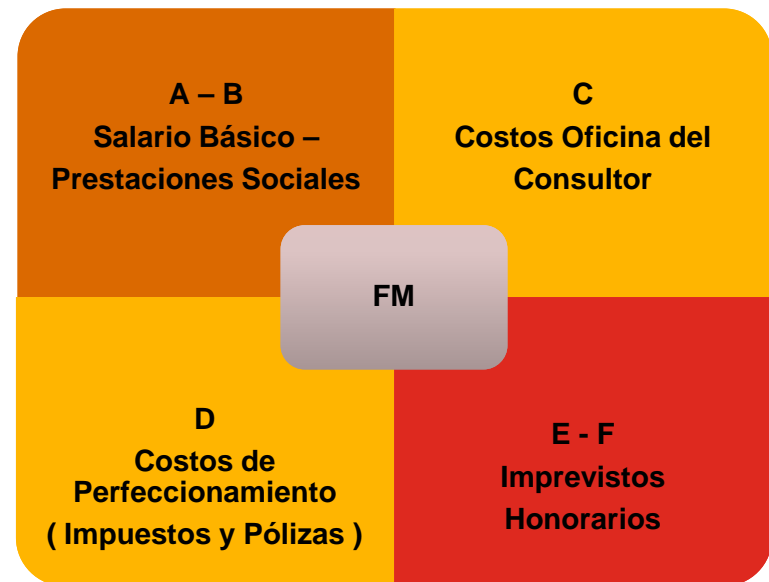 A – B
Salario Básico –
Prestaciones Sociales
C
Costos Oficina del
Consultor
FM
D
Costos de
Perfeccionamiento
( Impuestos y Pólizas )
E - F
Imprevistos
Honorarios